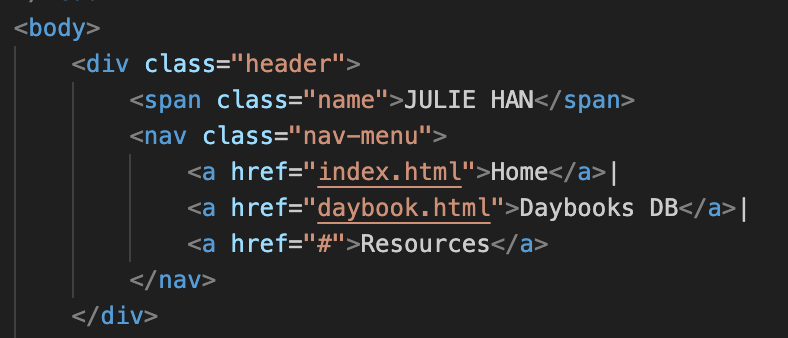 <body>
<div class="header">
<span class="name">JULIE HAN</span>
<nav class="nav-menu">
<a href="index.html">Home</a>|
<a href="daybook.html">Daybooks DB</a>|
<a href="#">Resources</a>
</nav>
</div>